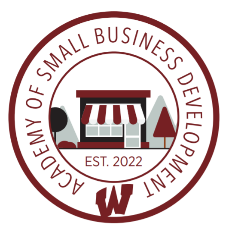 ACADEMY OF SMALL BUSINESS DEVELOPMENT
EST. 2022
W